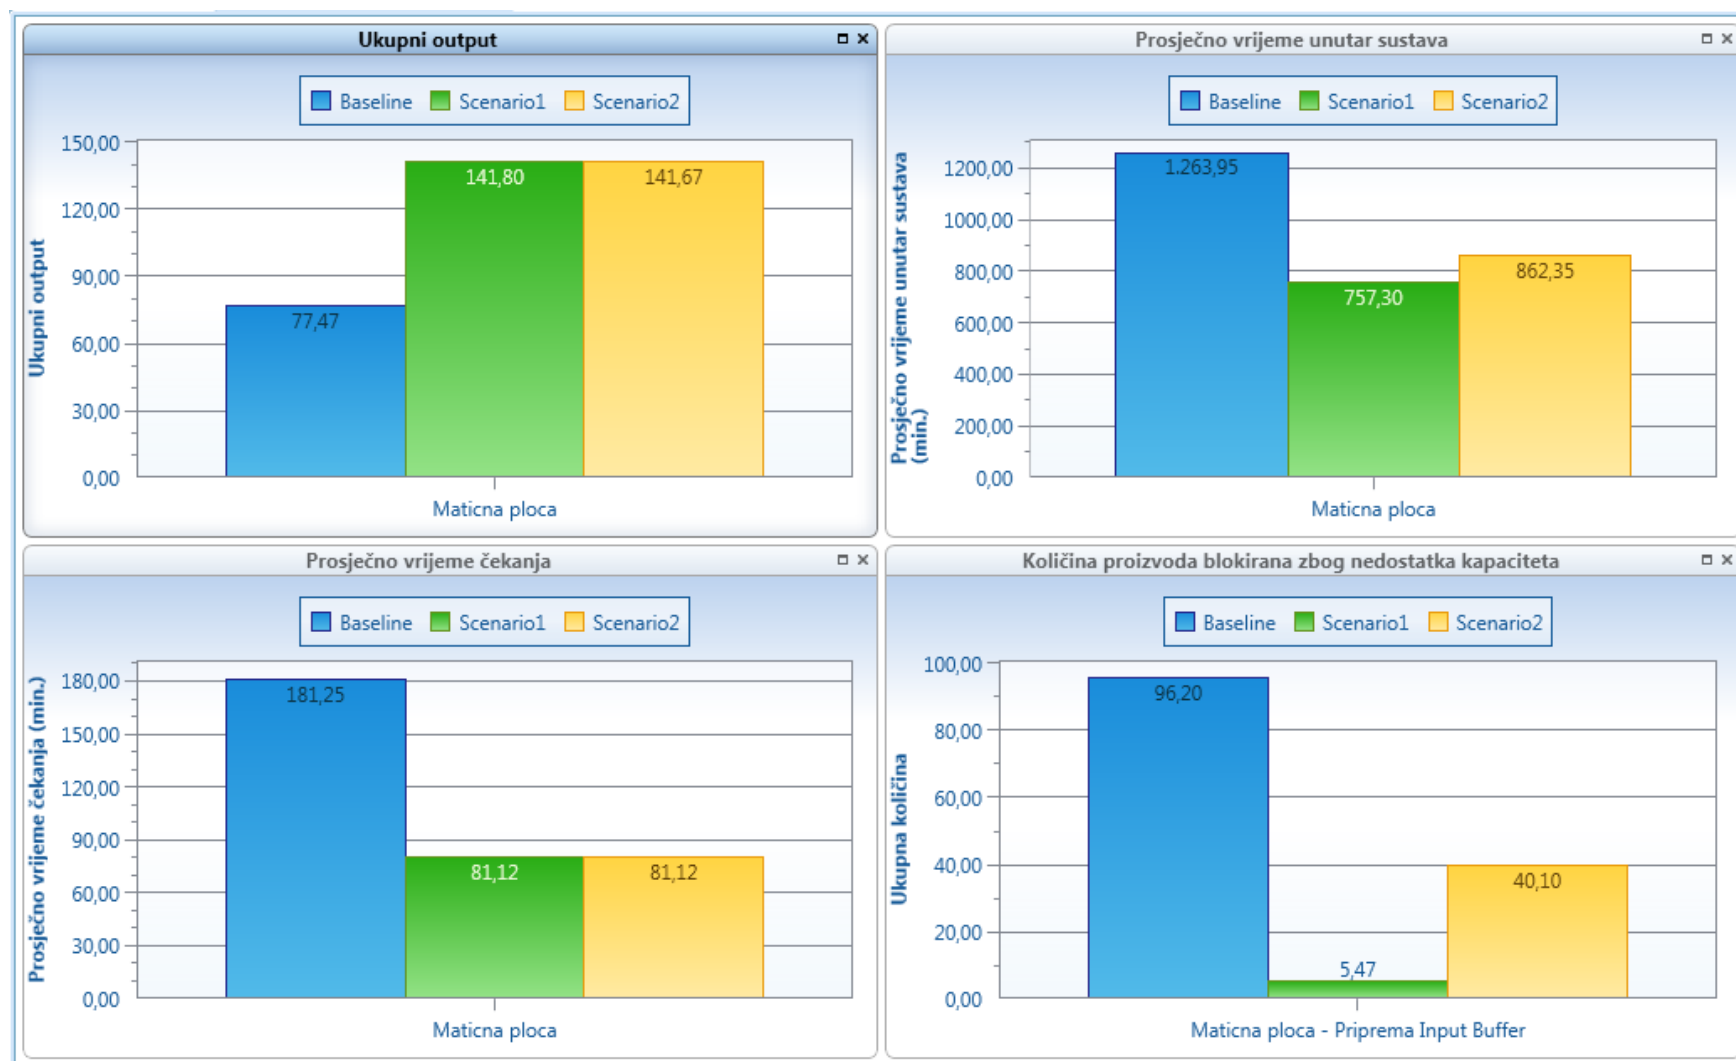 Ukupni output
Baseline Scenario1 Scenario2
Ukupni output
150,00
120,00
90,00
60,00
30,00
0,00
77,47
141,80
141,67
Maticna ploca
Prosječno vrijeme unutar sustava
Baseline Scenario1 Scenario2
Prosječno vrijeme unutar sustava
(min.)
1200,00
1000,00
800,00
600,00
400,00
200,00
0,00
1.263,95
757,30
862,35
Maticna ploca
Prosječno vrijeme čekanja
Baseline Scenario1 Scenario2
Prosječno vrijeme čekanja (min.)
180,00
150,00
120,00
90,00
60,00
30,00
0,00
181,25
81,12
81,12
Maticna ploca
Količina proizvoda blokirana zbog nedostatka kapaciteta
Baseline Scenario1 Scenario2
Ukupna količina
100,00
80,00
60,00
40,00
20,00
0,00
96,20
5,47
40,10
Maticna ploca - Priprema Input Buffer